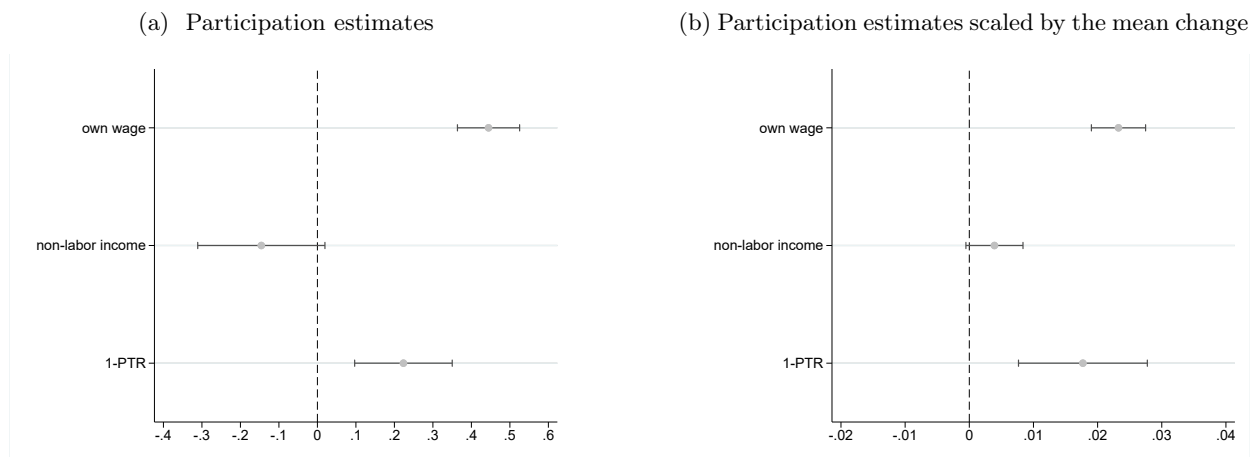 (a) Participation estimates
own wage
non-labor income
1-PTR
-.4 -.3 -.2 -.1 0 .1 .2 .3 .4 .5 .6
(b) Participation estimates scaled by the mean change
own wage
non-labor income
1-PTR
-.02 -.01 0 .01 .02 .03 .04